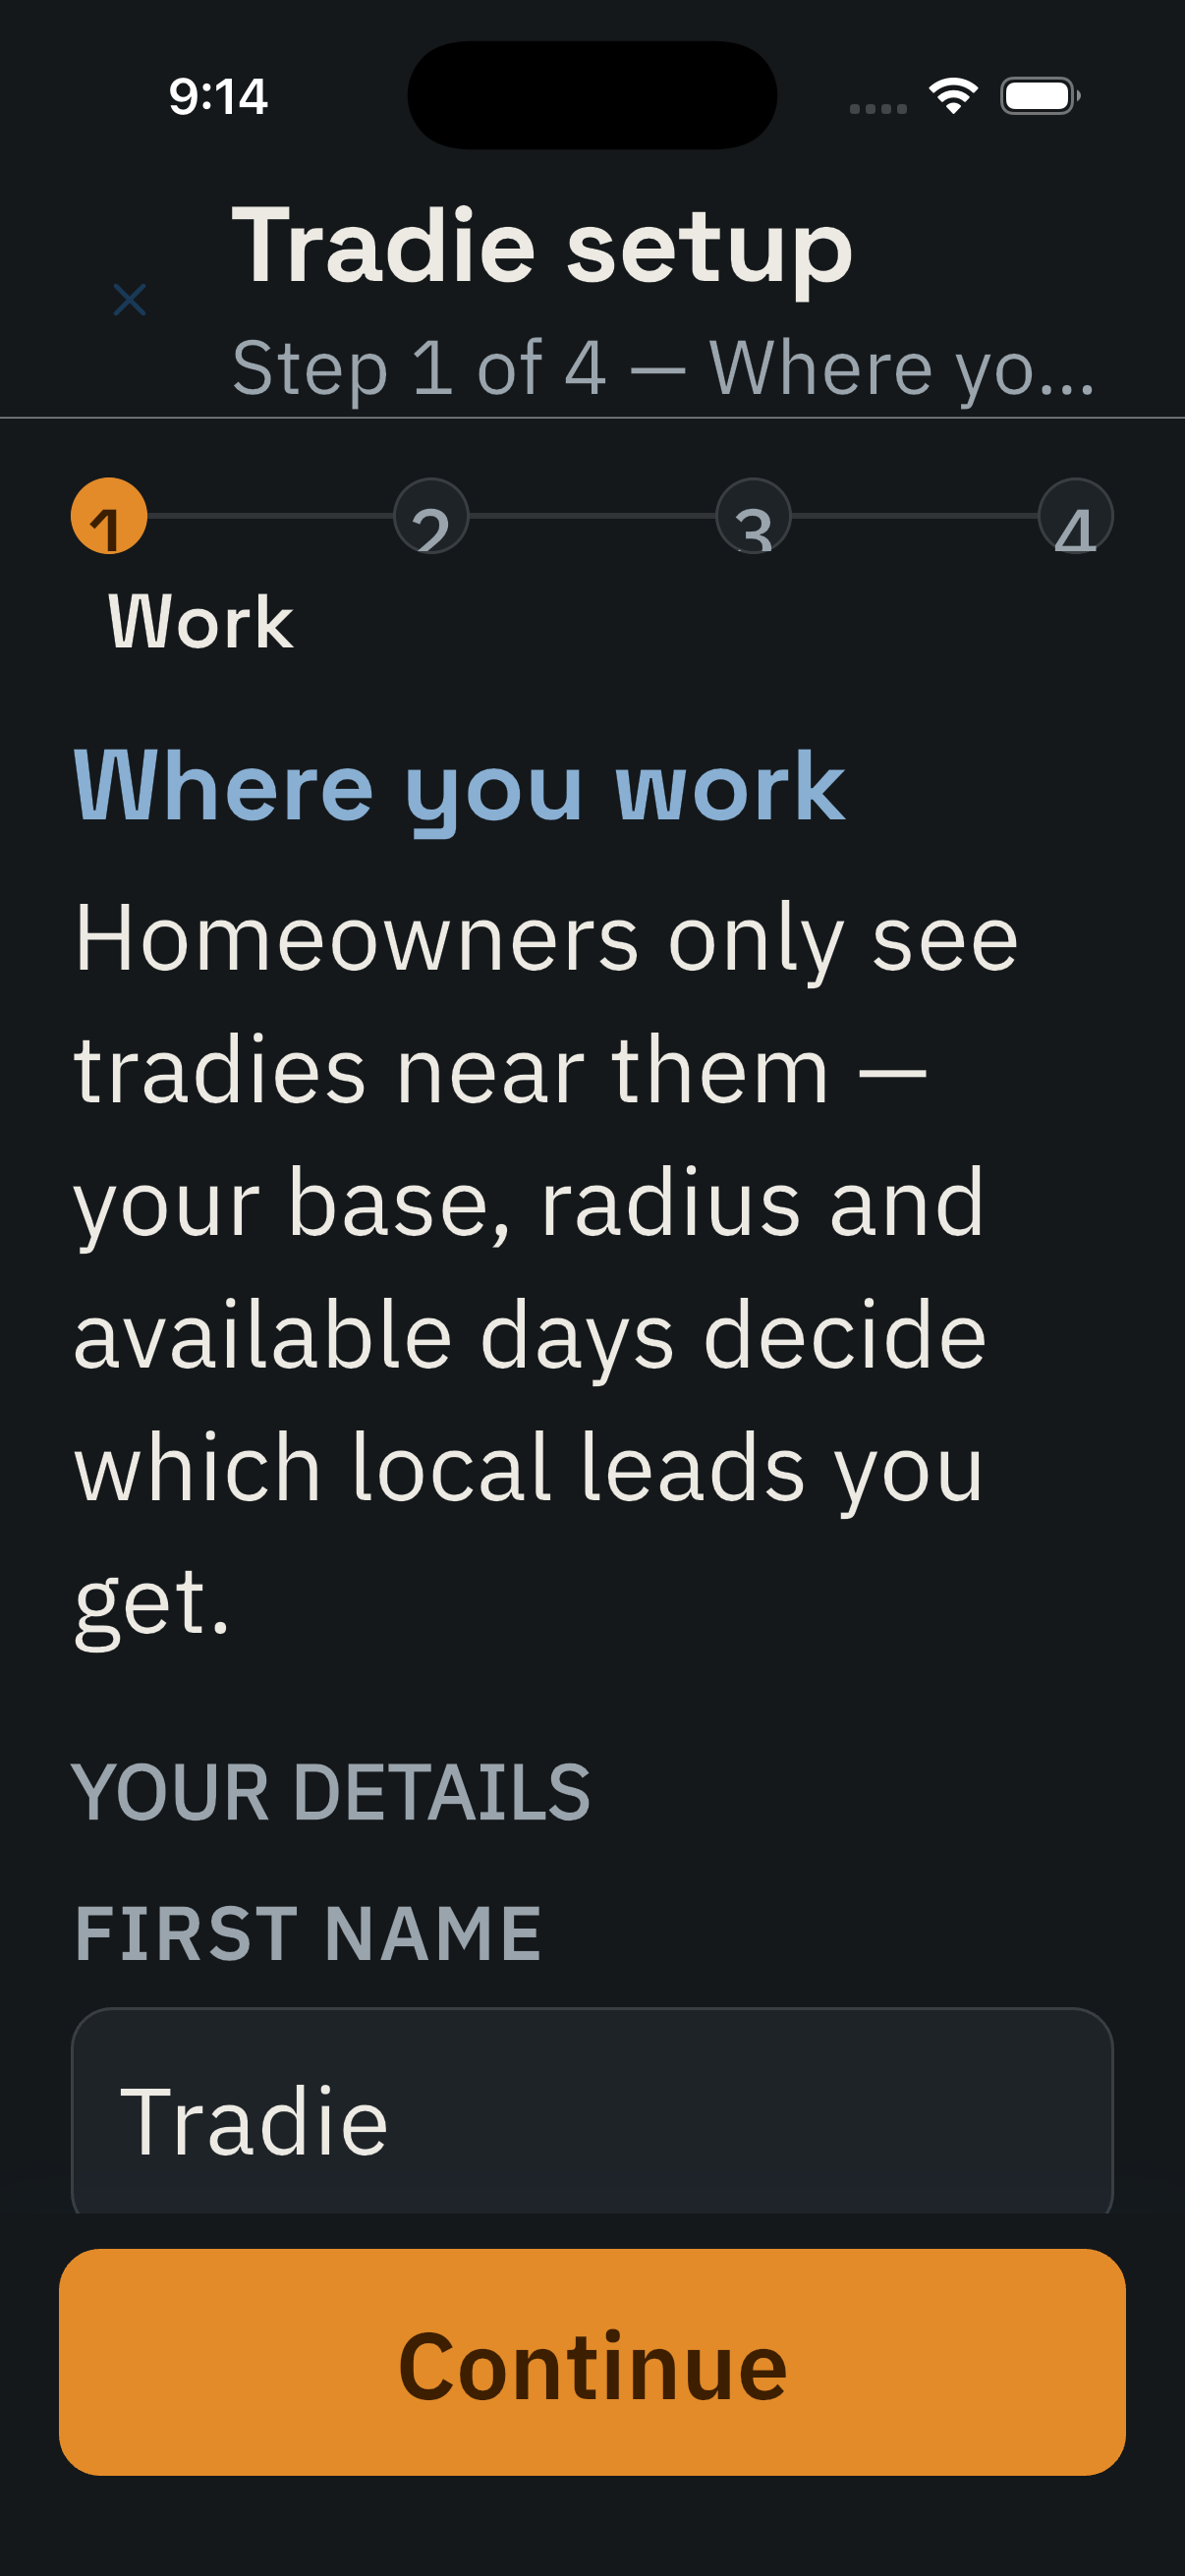 9:14
Tradie setup
Step 1 of 4 — Where yo...
1 2 3 4
Work
Where you work
Homeowners only see
tradies near them —
your base, radius and
available days decide
which local leads you
get.
YOUR DETAILS
FIRST NAME
Tradie
Continue